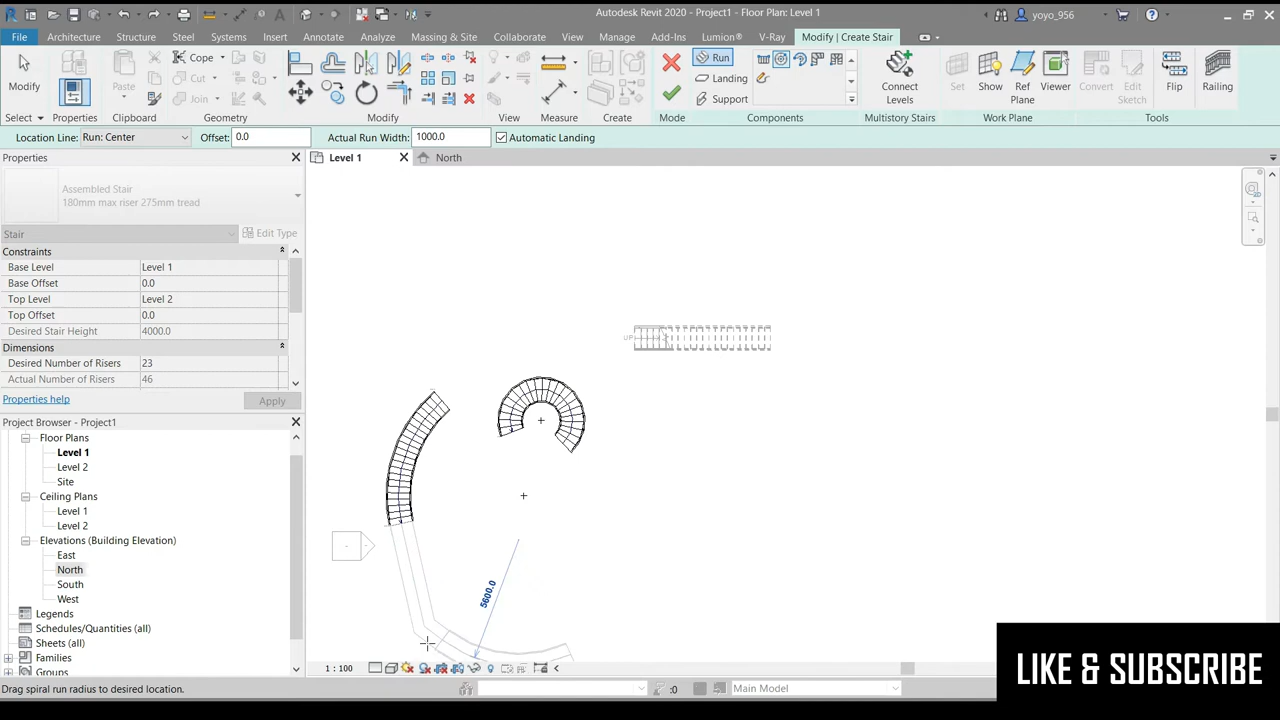 Autodesk Revit 2020 - Project1 - Floor Plan: Level 1
yoyo_956
File Architecture Structure Steel Systems Insert Annotate Analyze Massing & Site Collaborate View Manage Add-Ins Lumion® V-Ray Modify | Create Stair
Modify
Properties
Paste
Cope
Cut
Join
Run
Landing
Support
Connect
Levels
Set
Show
Ref
Plane
Viewer
Convert
Edit
Sketch
Flip
Railing
Select Properties Clipboard Geometry Modify View Measure Create Mode Components Multistory Stairs Work Plane Tools
Location Line: Run: Center Offset: 0.0 Actual Run Width: 1000.0 Automatic Landing
Properties
Level 1 North
Assembled Stair
180mm max riser 275mm tread
Stair Edit Type
Constraints
Base Level Level 1
Base Offset 0.0
Top Level Level 2
Top Offset 0.0
Desired Stair Height 4000.0
Dimensions
Desired Number of Risers 23
Actual Number of Risers 46
Properties help Apply
Project Browser - Project1
Floor Plans
Level 1
Level 2
Site
Ceiling Plans
Level 1
Level 2
Elevations (Building Elevation)
East
North
South
West
Legends
Schedules/Quantities (all)
Sheets (all)
Families
Groups
UP
5600.0
1 : 100
Drag spiral run radius to desired location.
:0
Main Model
LIKE & SUBSCRIBE